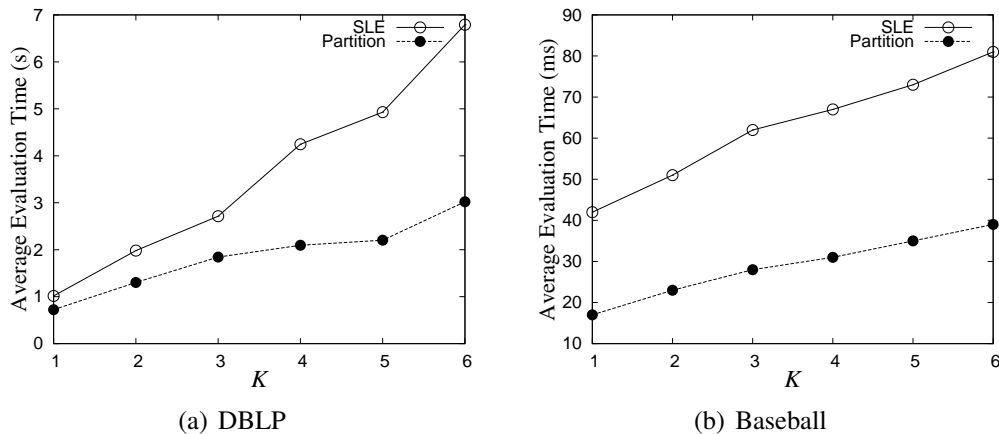 Average Evaluation Time (s)
7
6
5
4
3
2
1
0
SLE
Partition
1 2 3 4 5 6
K
(a) DBLP
Average Evaluation Time (ms)
90
80
70
60
50
40
30
20
10
SLE
Partition
1 2 3 4 5 6
K
(b) Baseball